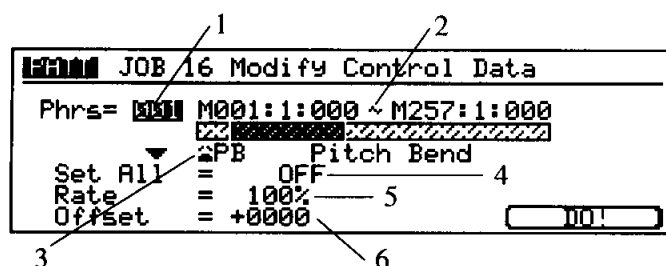 1 2
PATT JOB 16 Modify Control Data
Phrs= M001:1:000 ~ M257:1:000
PB Pitch Bend
Set All = OFF 4
Rate = 100% 5
Offset = +0000 DO!
3 6